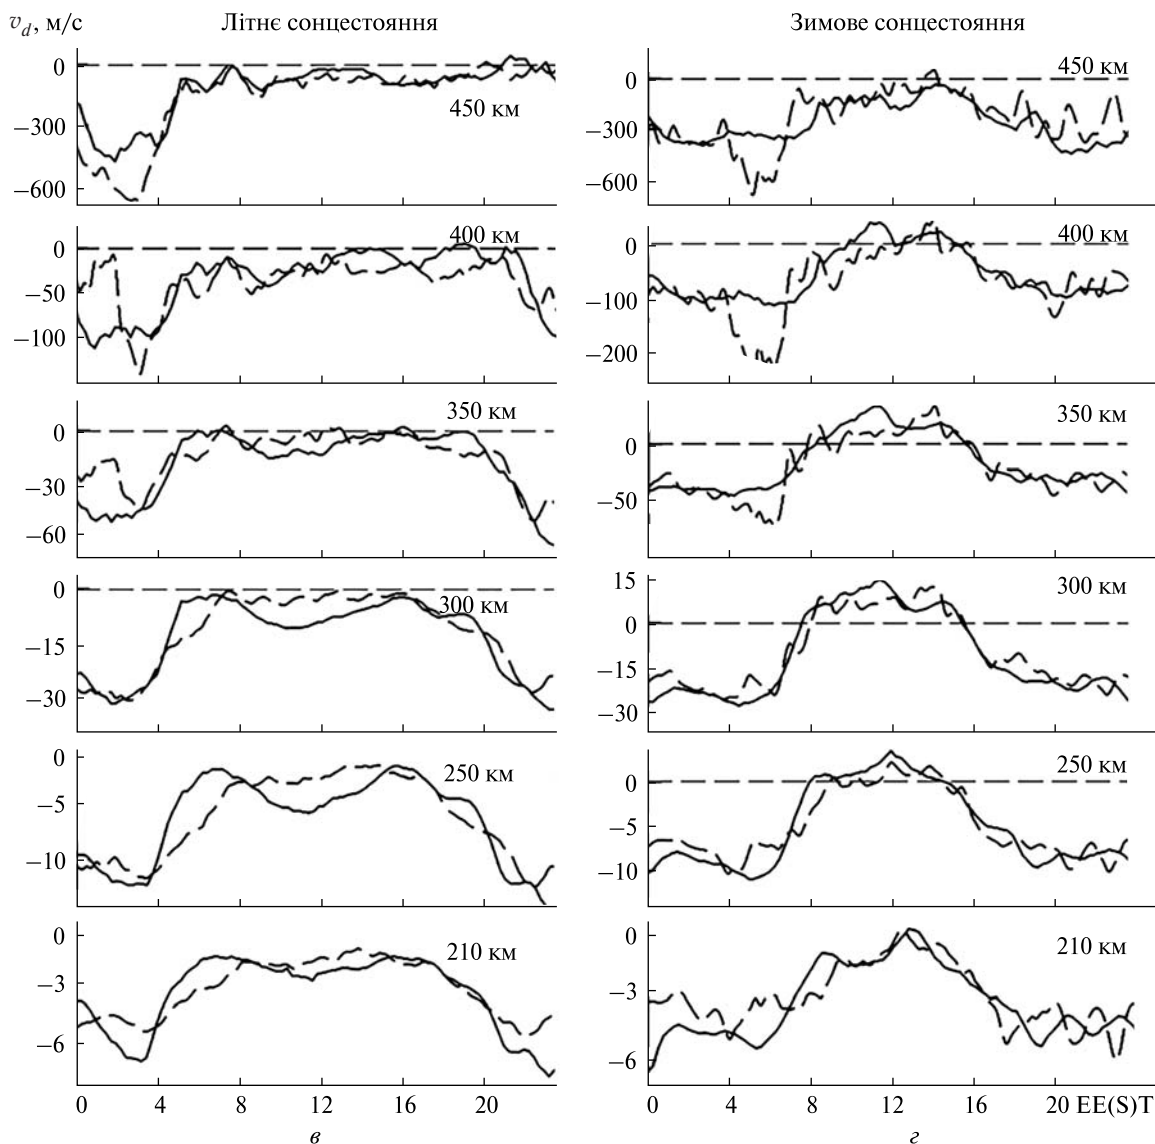 v_d, м/с
Літнє сонцестояння
0
−300
−600
450 км
0
−50
−100
400 км
0
−30
−60
350 км
0
−15
−30
300 км
0
−5
−10
250 км
0
−3
−6
210 км
0 4 8 12 16 20
в
Зимове сонцестояння
0
−300
−600
450 км
0
−100
−200
400 км
0
−50
350 км
15
0
−15
−30
300 км
0
−5
−10
250 км
0
−3
−6
210 км
0 4 8 12 16 20 EE(S)T
г